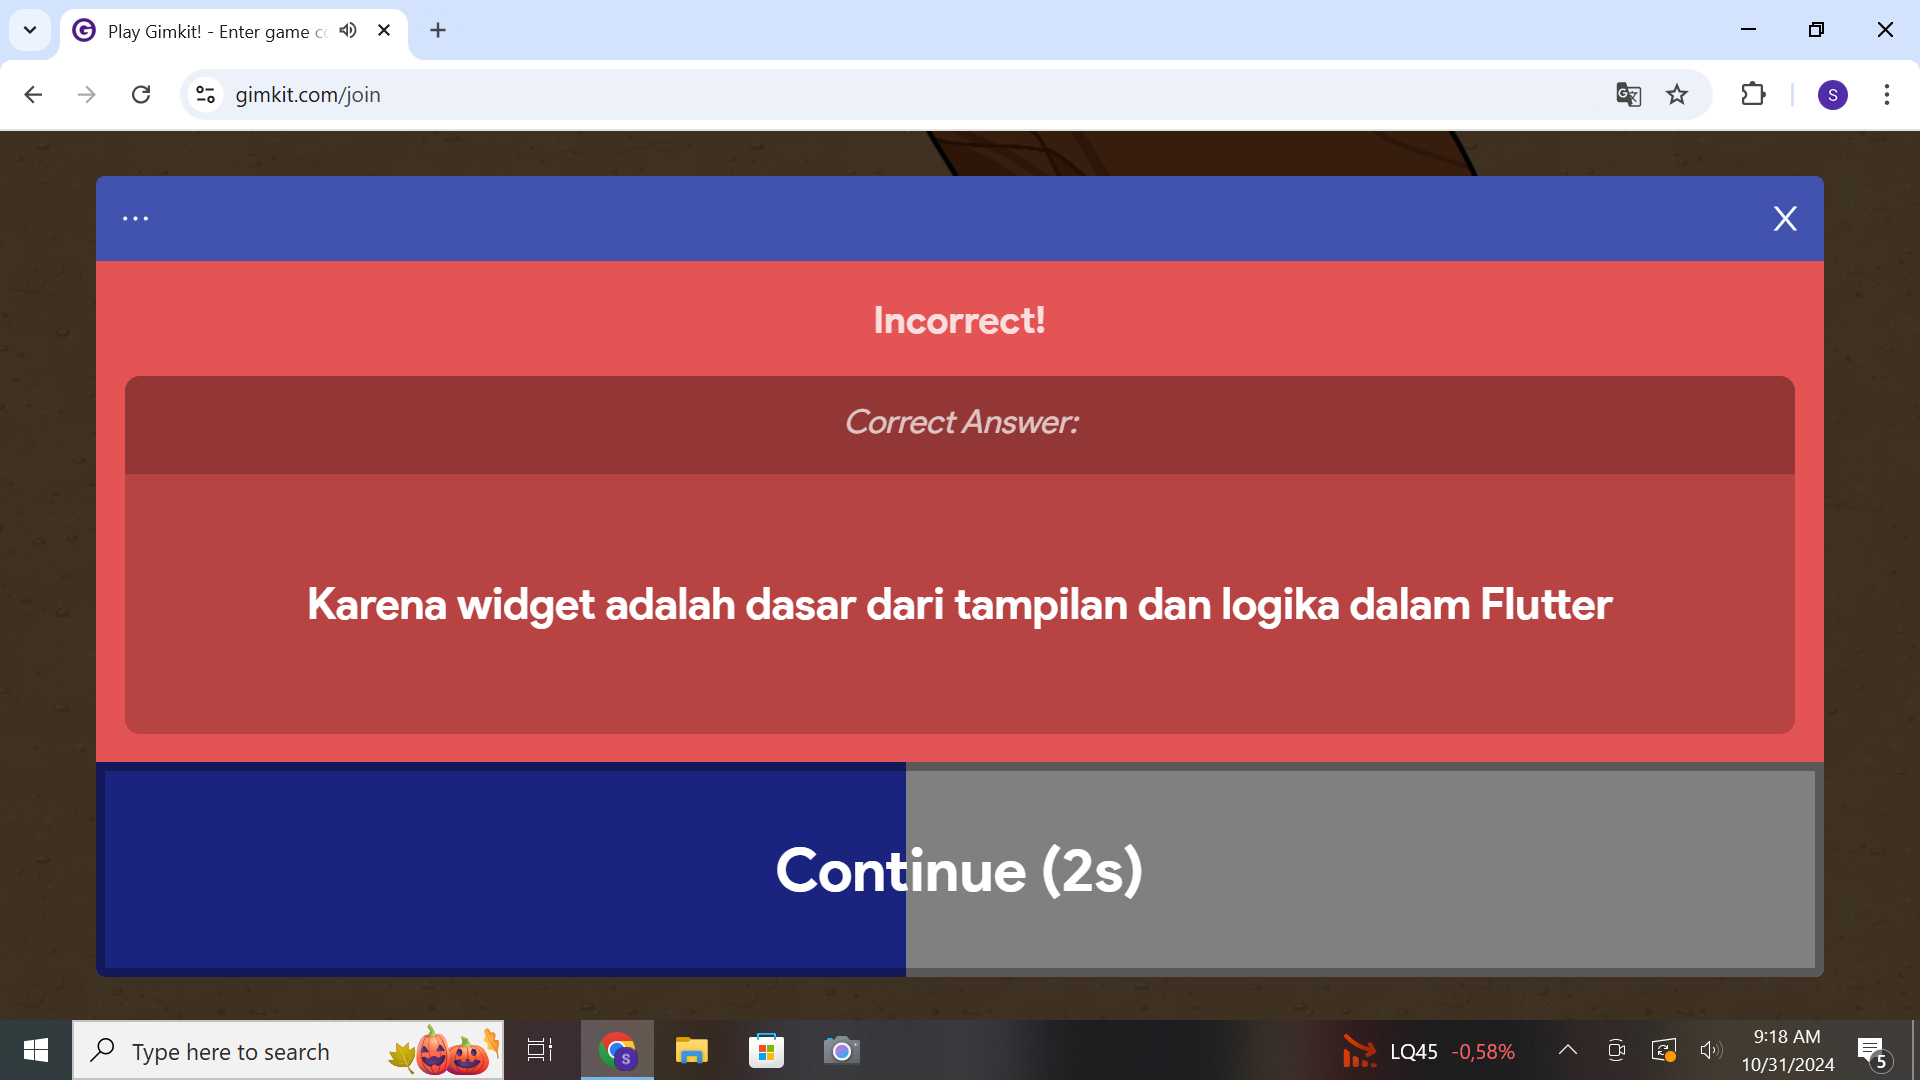 Play Gimkit! - Enter game c
gimkit.com/join
S
...
X
Incorrect!
Correct Answer:
Karena widget adalah dasar dari tampilan dan logika dalam Flutter
Continue (2s)
Type here to search
S
LQ45 -0,58%
9:18 AM
10/31/2024
5